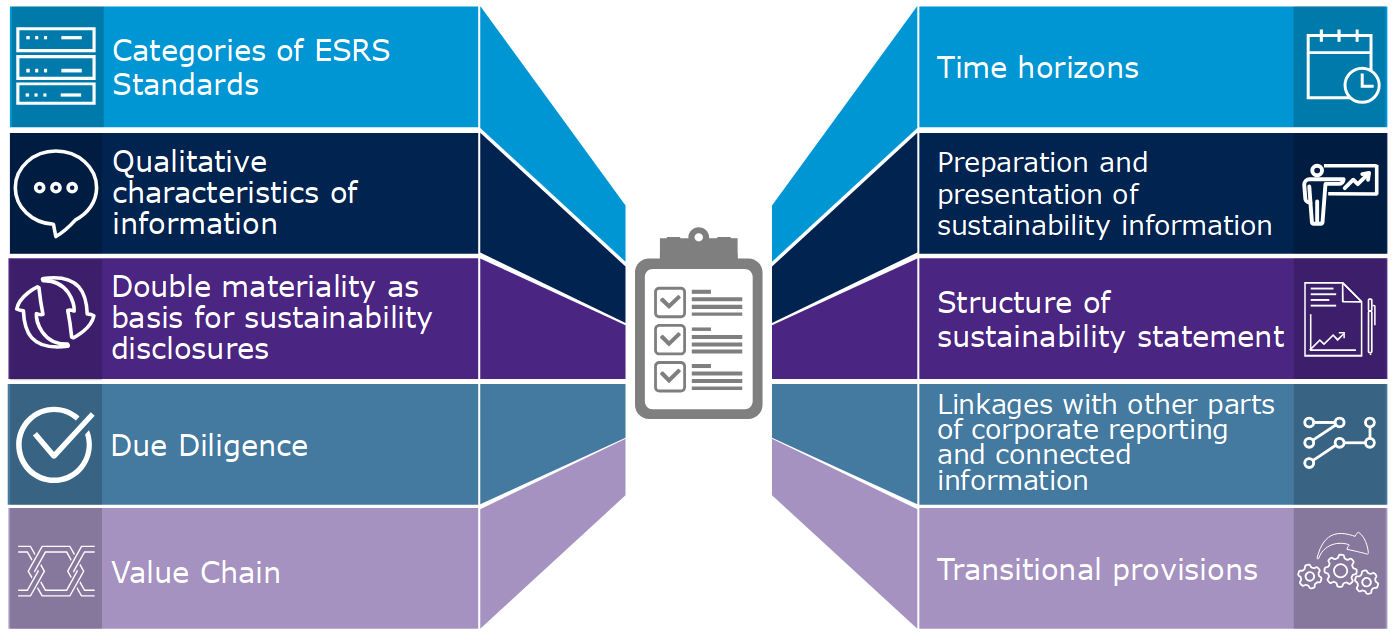 Categories of ESRS
Standards
Qualitative
characteristics of
information
Double materiality as
basis for sustainability
disclosures
Due Diligence
Value Chain
Time horizons
Preparation and
presentation of
sustainability information
Structure of
sustainability statement
Linkages with other parts
of corporate reporting
and connected
information
Transitional provisions